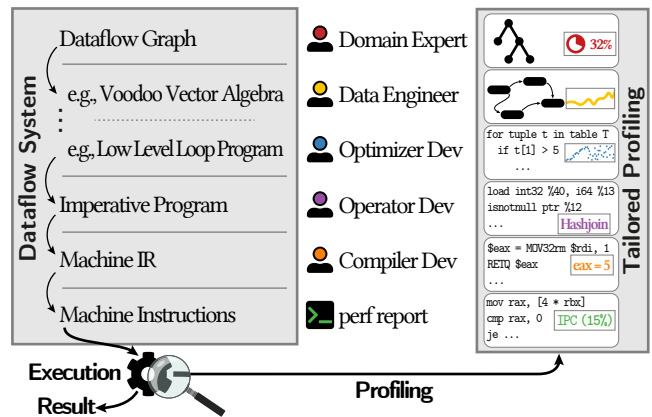 Dataflow System
Dataflow Graph
e.g., Voodoo Vector Algebra
e.g., Low Level Loop Program
Imperative Program
Machine IR
Machine Instructions
Domain Expert
Data Engineer
Optimizer Dev
Operator Dev
Compiler Dev
perf report
Tailored Profiling
32%
for tuple t in table T
if t[1] > 5
...
load int32 %40, i64 %13
isnotnull ptr %12
... Hashjoin
$eax = MOV32rm $rdi, 1
RETQ $eax eax = 5
...
mov rax, [4 * rbx]
cmp rax, 0 IPC (15%)
je ...
Execution
Result
Profiling